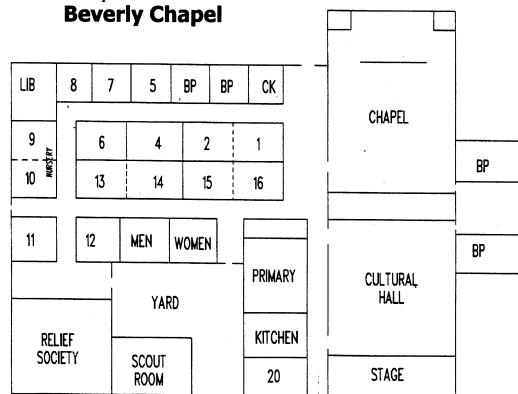 Beverly Chapel
LIB 8 7 5 BP BP CK
CHAPEL
9 6 4 2 1
NURSERY
10 13 14 15 16
BP
11 12 MEN WOMEN
BP
PRIMARY
CULTURAL
HALL
YARD
RELIEF
SOCIETY
KITCHEN
SCOUT
ROOM
20
STAGE